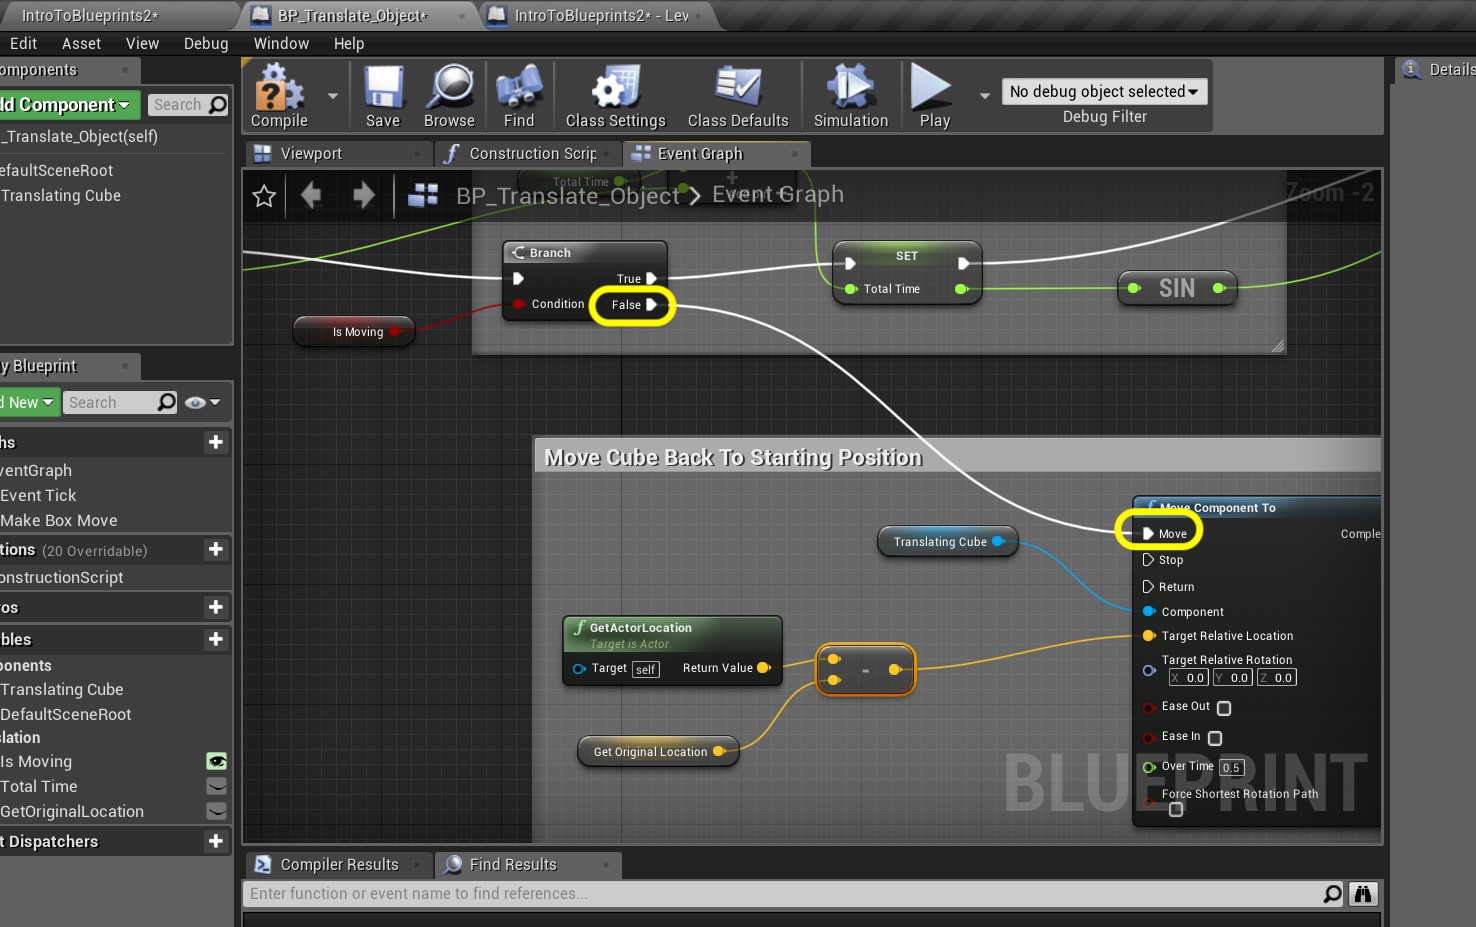 IntroToBlueprints2*
BP_Translate_Object*
IntroToBlueprints2* - Lev
Edit
Asset
View
Debug
Window
Help
omponents
Details
dd Component
Search
_Translate_Object(self)
efaultSceneRoot
Translating Cube
Compile
Save
Browse
Find
Class Settings
Class Defaults
Simulation
Play
No debug object selected
Debug Filter
Viewport
Construction Scrip
Event Graph
BP_Translate_Object > Event Graph
Zoom -2
Total Time
Branch
True
Condition
False
Is Moving
SET
Total Time
SIN
y Blueprint
d New
Search
hs
ventGraph
Event Tick
Make Box Move
tions (20 Overridable)
onstructionScript
os
bles
ponents
Translating Cube
DefaultSceneRoot
lation
Is Moving
Total Time
GetOriginalLocation
t Dispatchers
Move Cube Back To Starting Position
Translating Cube
GetActorLocation
Target is Actor
Target
self
Return Value
-
Get Original Location
Move Component To
Move
Comple
Stop
Return
Component
Target Relative Location
Target Relative Rotation
X 0.0 Y 0.0 Z 0.0
Ease Out
Ease In
Over Time 0.5
Force Shortest Rotation Path
BLUEPRINT
Compiler Results
Find Results
Enter function or event name to find references...